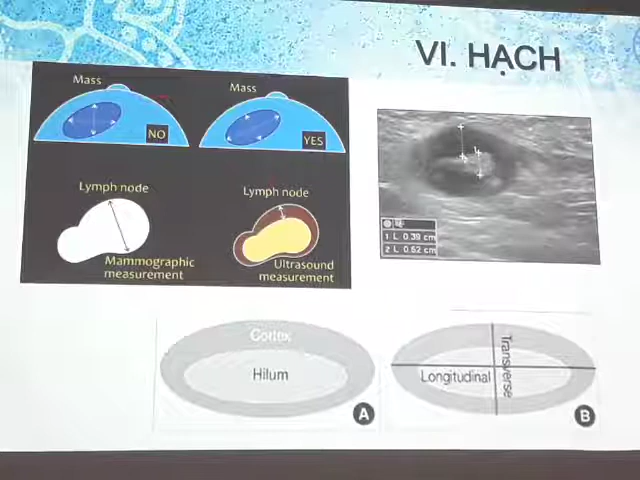 VI. HẠCH
Mass
NO
Mass
YES
Lymph node
Mammographic
measurement
Lymph node
Ultrasound
measurement
1 L 0.39 cm
2 L 0.52 cm
Cortex
Hilum
A
Longitudinal
Transverse
B